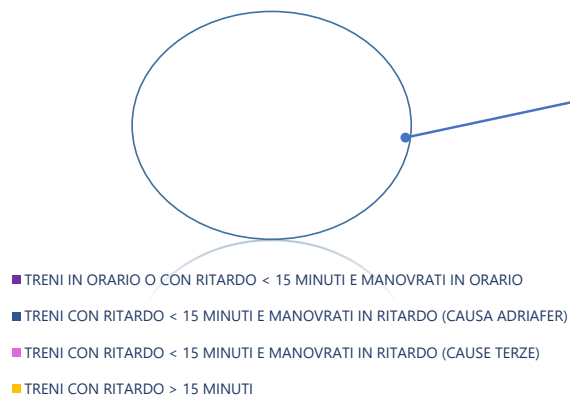 TRENI IN ORARIO O CON RITARDO < 15 MINUTI E MANOVRATI IN ORARIO
TRENI CON RITARDO < 15 MINUTI E MANOVRATI IN RITARDO (CAUSA ADRIAFER)
TRENI CON RITARDO < 15 MINUTI E MANOVRATI IN RITARDO (CAUSE TERZE)
TRENI CON RITARDO > 15 MINUTI